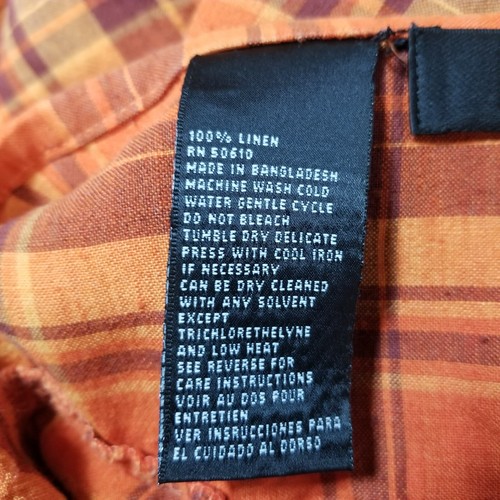 100% LINEN
RN 50610
MADE IN BANGLADESH
MACHINE WASH COLD
WATER GENTLE CYCLE
DO NOT BLEACH
TUMBLE DRY DELICATE
PRESS WITH COOL IRON
IF NECESSARY
CAN BE DRY CLEANED
WITH ANY SOLVENT
EXCEPT
TRICHLORETHELYNE
AND LOW HEAT
SEE REVERSE FOR
CARE INSTRUCTIONS
VOIR AU DOS POUR
ENTRETIEN
VER INSRUCCIONES PARA
EL CUIDADO AL DORSO